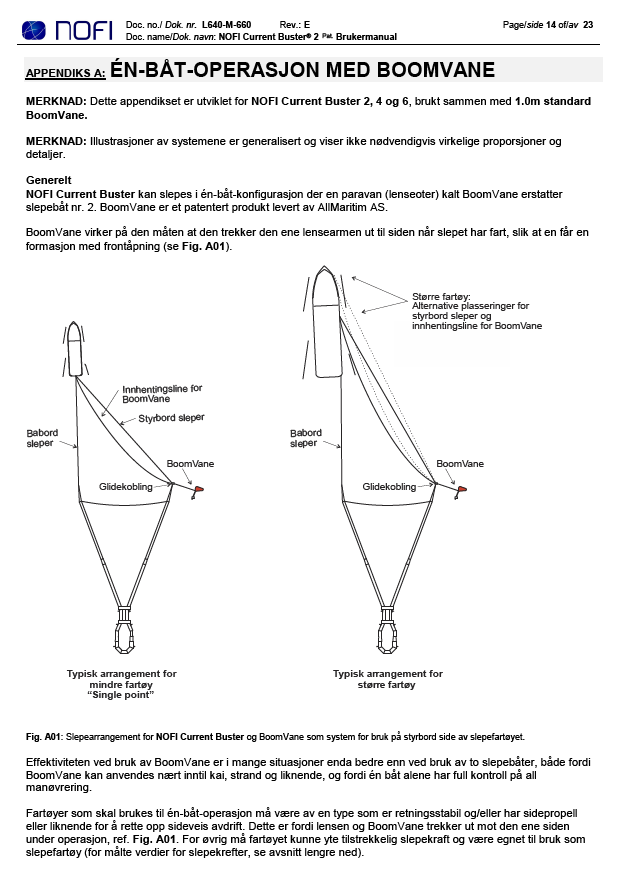 NOFI
Doc. no./ Dok. nr. L640-M-660 Rev.: E Page/side 14 of/av 23
Doc. name/Dok. navn: NOFI Current Buster® 2 Pat. Brukermanual
APPENDIKS A: ÉN-BÅT-OPERASJON MED BOOMVANE
MERKNAD: Dette appendikset er utviklet for NOFI Current Buster 2, 4 og 6, brukt sammen med 1.0m standard
BoomVane.
MERKNAD: Illustrasjoner av systemene er generalisert og viser ikke nødvendigvis virkelige proporsjoner og
detaljer.
Generelt
NOFI Current Buster kan slepes i én-båt-konfigurasjon der en paravan (lenseoter) kalt BoomVane erstatter
slepebåt nr. 2. BoomVane er et patentert produkt levert av AllMaritim AS.
BoomVane virker på den måten at den trekker den ene lensearmen ut til siden når slepet har fart, slik at en får en
formasjon med frontåpning (se Fig. A01).
Større fartøy:
Alternative plasseringer for
styrbord sleper og
innhentingsline for BoomVane
Innhentingsline for
BoomVane
Styrbord sleper
Babord
sleper
BoomVane
Glidekobling
Babord
sleper
BoomVane
Glidekobling
Typisk arrangement for
mindre fartøy
“Single point”
Typisk arrangement for
større fartøy
Fig. A01: Slepearrangement for NOFI Current Buster og BoomVane som system for bruk på styrbord side av slepefartøyet.
Effektiviteten ved bruk av BoomVane er i mange situasjoner enda bedre enn ved bruk av to slepebåter, både fordi
BoomVane kan anvendes nært inntil kai, strand og liknende, og fordi én båt alene har full kontroll på all
manøvrering.
Fartøyer som skal brukes til én-båt-operasjon må være av en type som er retningsstabil og/eller har sidepropell
eller liknende for å rette opp sideveis avdrift. Dette er fordi lensen og BoomVane trekker ut mot den ene siden
under operasjon, ref. Fig. A01. For øvrig må fartøyet kunne yte tilstrekkelig slepekraft og være egnet til bruk som
slepefartøy (for målte verdier for slepekrefter, se avsnitt lengre ned).